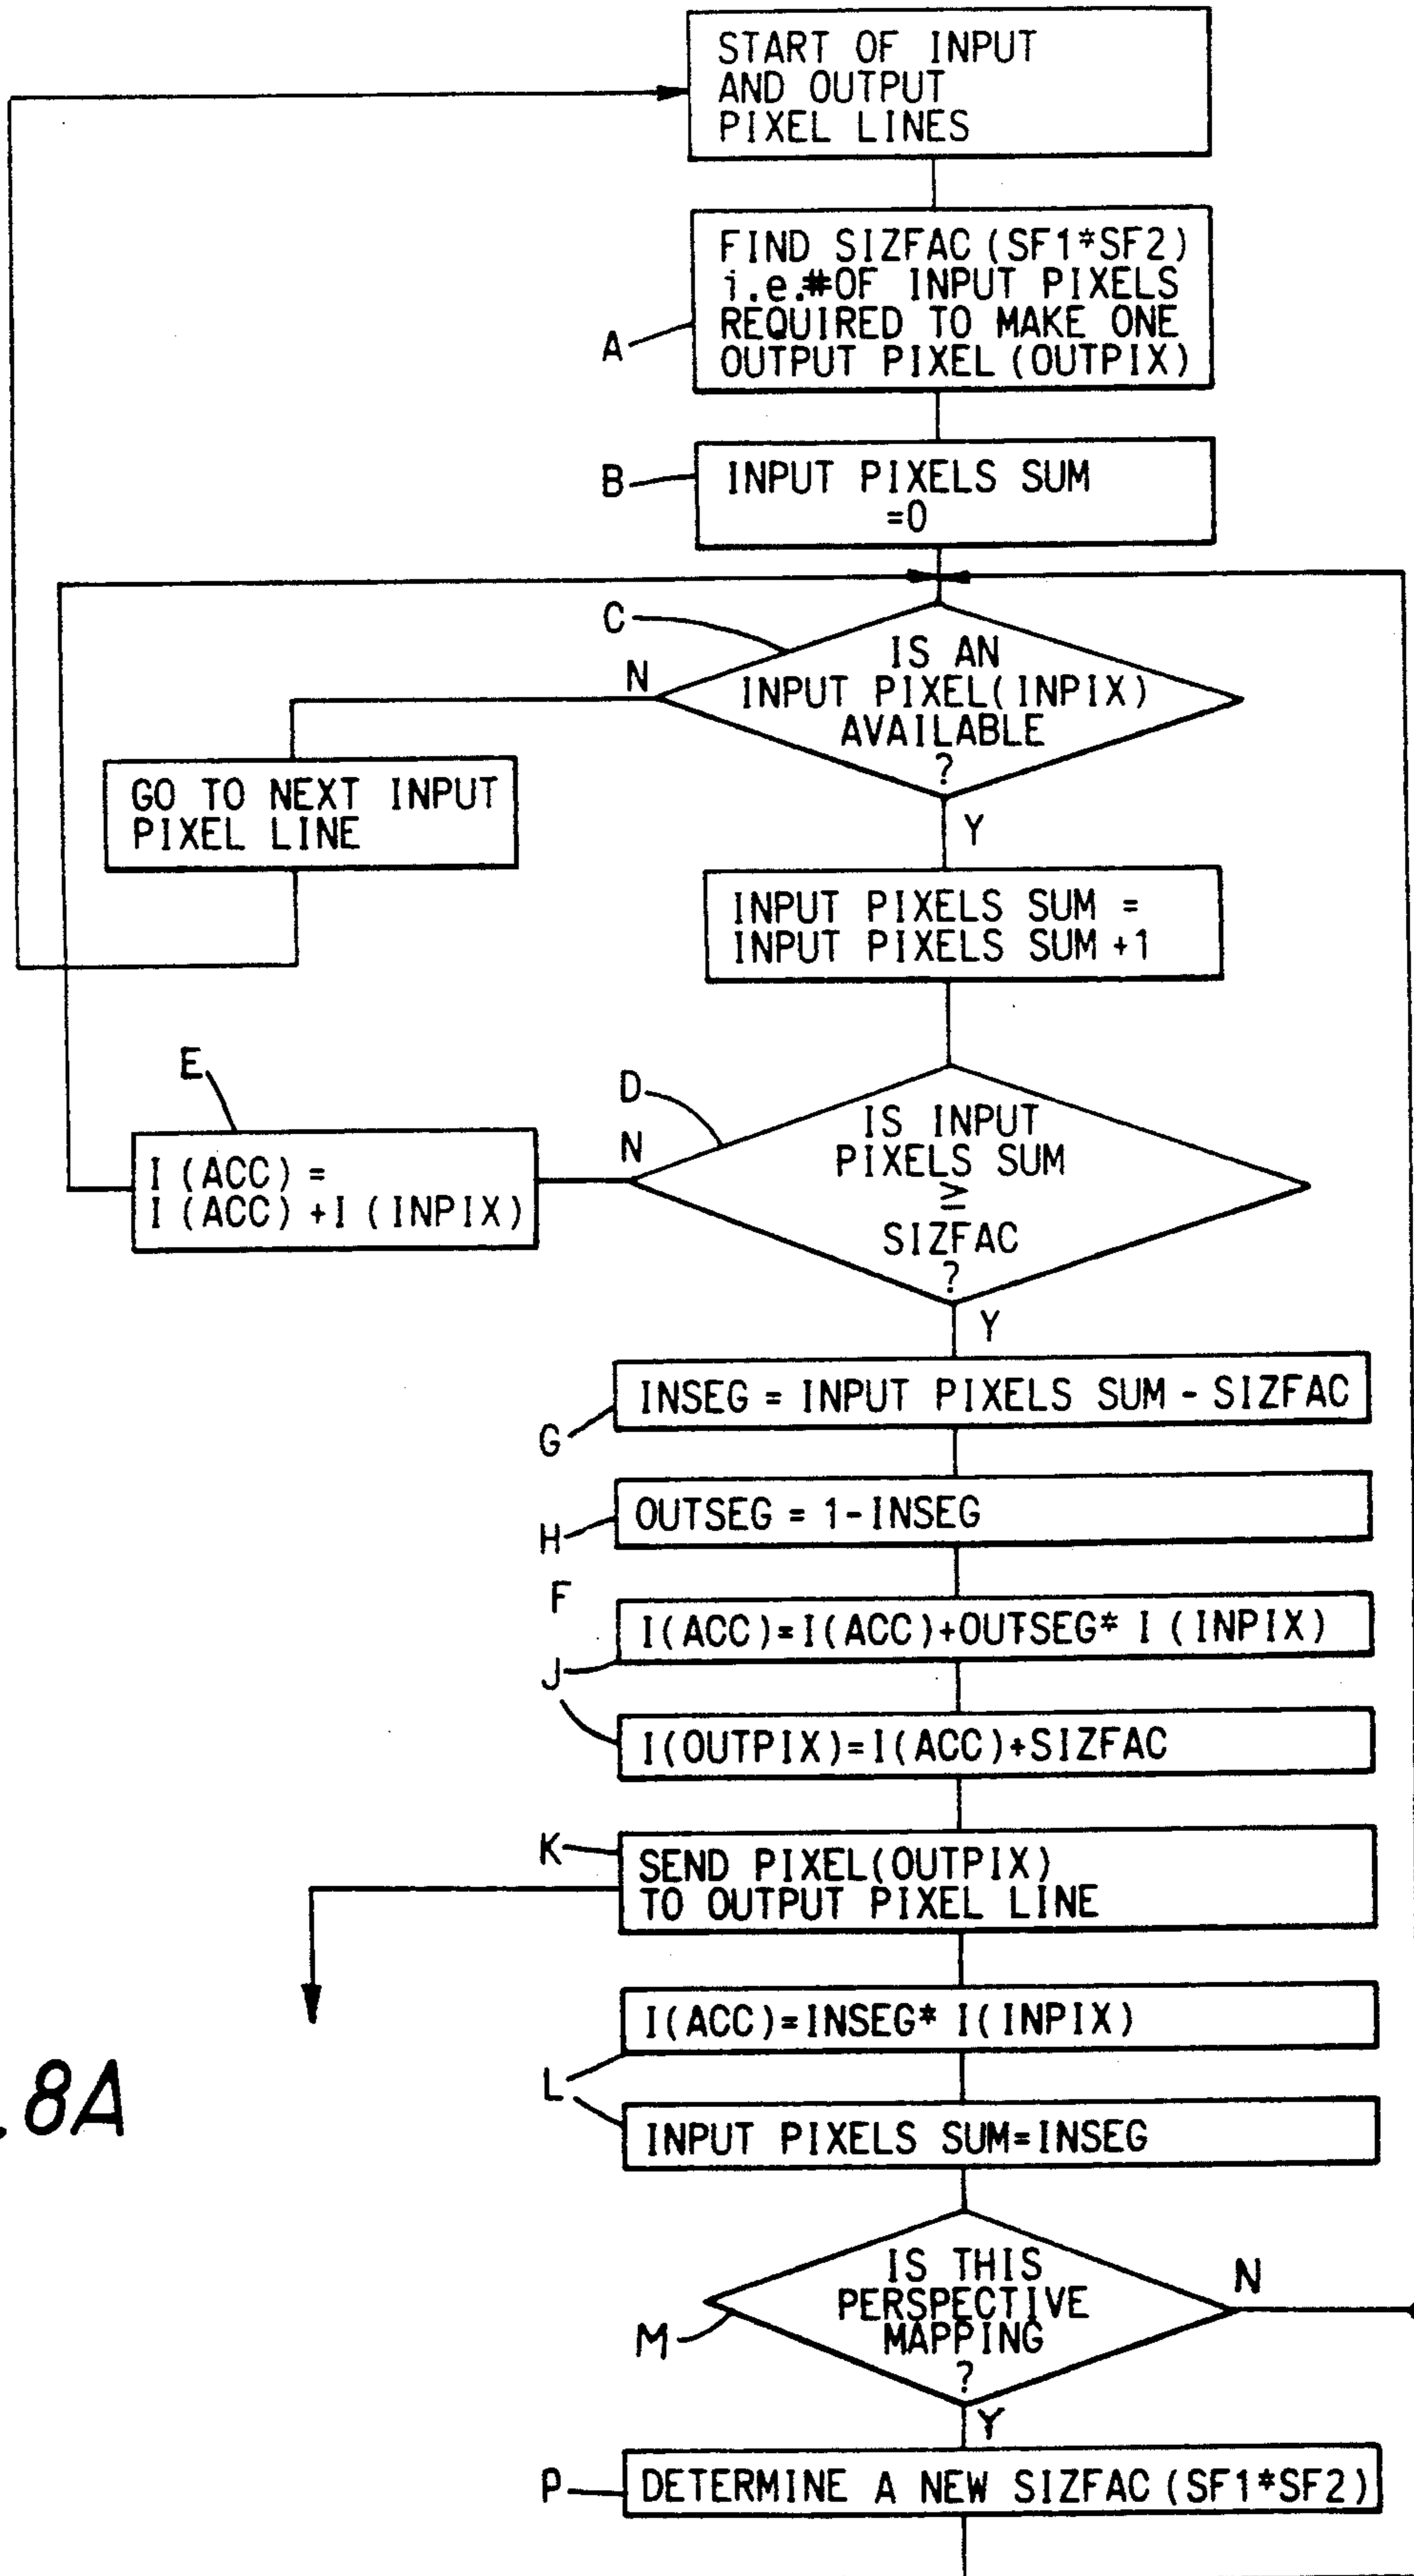 START OF INPUT
AND OUTPUT
PIXEL LINES
FIND SIZFAC (SF1*SF2)
i.e.#OF INPUT PIXELS
REQUIRED TO MAKE ONE
OUTPUT PIXEL (OUTPIX)
A
B
INPUT PIXELS SUM
=0
C
N
IS AN
INPUT PIXEL(INPIX)
AVAILABLE
?
Y
GO TO NEXT INPUT
PIXEL LINE
INPUT PIXELS SUM =
INPUT PIXELS SUM +1
E
D
I (ACC) =
I (ACC) +I (INPIX)
N
IS INPUT
PIXELS SUM
≥
SIZFAC
?
Y
INSEG = INPUT PIXELS SUM - SIZFAC
G
OUTSEG = 1-INSEG
H
F
I(ACC)=I(ACC)+OUTSEG* I (INPIX)
J
I(OUTPIX)=I(ACC)+SIZFAC
K
SEND PIXEL(OUTPIX)
TO OUTPUT PIXEL LINE
I(ACC)=INSEG* I(INPIX)
L
INPUT PIXELS SUM=INSEG
.8A
IS THIS
PERSPECTIVE
MAPPING
?
N
M
Y
P
DETERMINE A NEW SIZFAC (SF1*SF2)